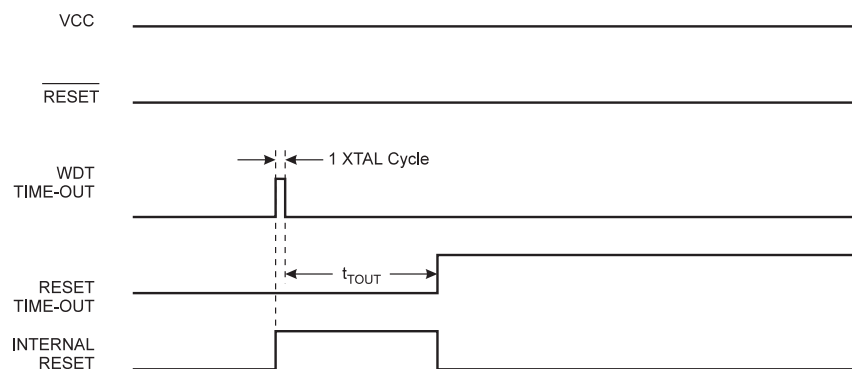 VCC
RESET
1 XTAL Cycle
WDT
TIME-OUT
tTOUT
RESET
TIME-OUT
INTERNAL
RESET